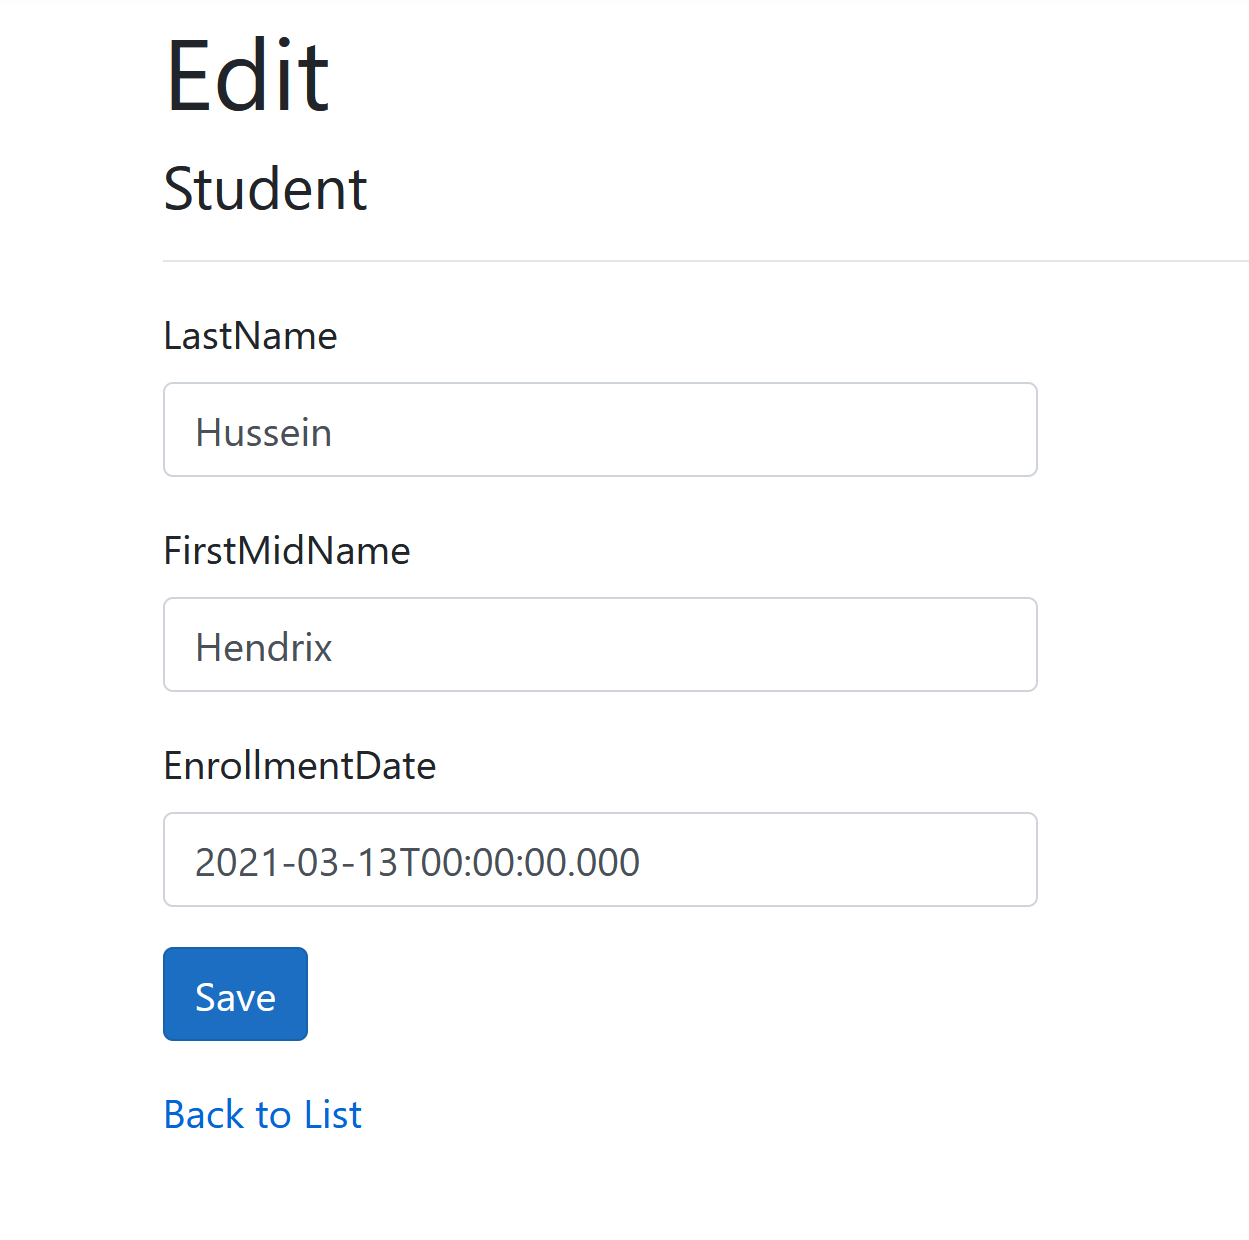 Edit
Student
LastName
Hussein
FirstMidName
Hendrix
EnrollmentDate
2021-03-13T00:00:00.000
Save
Back to List